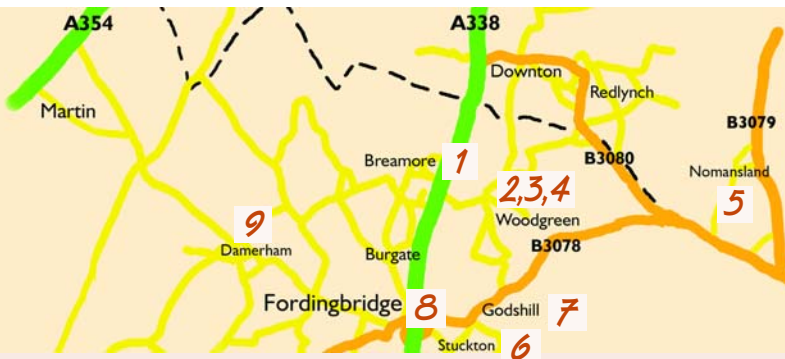 A354
A338
Downton
Redlynch
Martin
B3079
Breamore 1
B3080
Nomansland
2,3,4
5
9
Woodgreen
Damerham
Burgate
B3078
Fordingbridge 8
Godshill 7
Stuckton 6